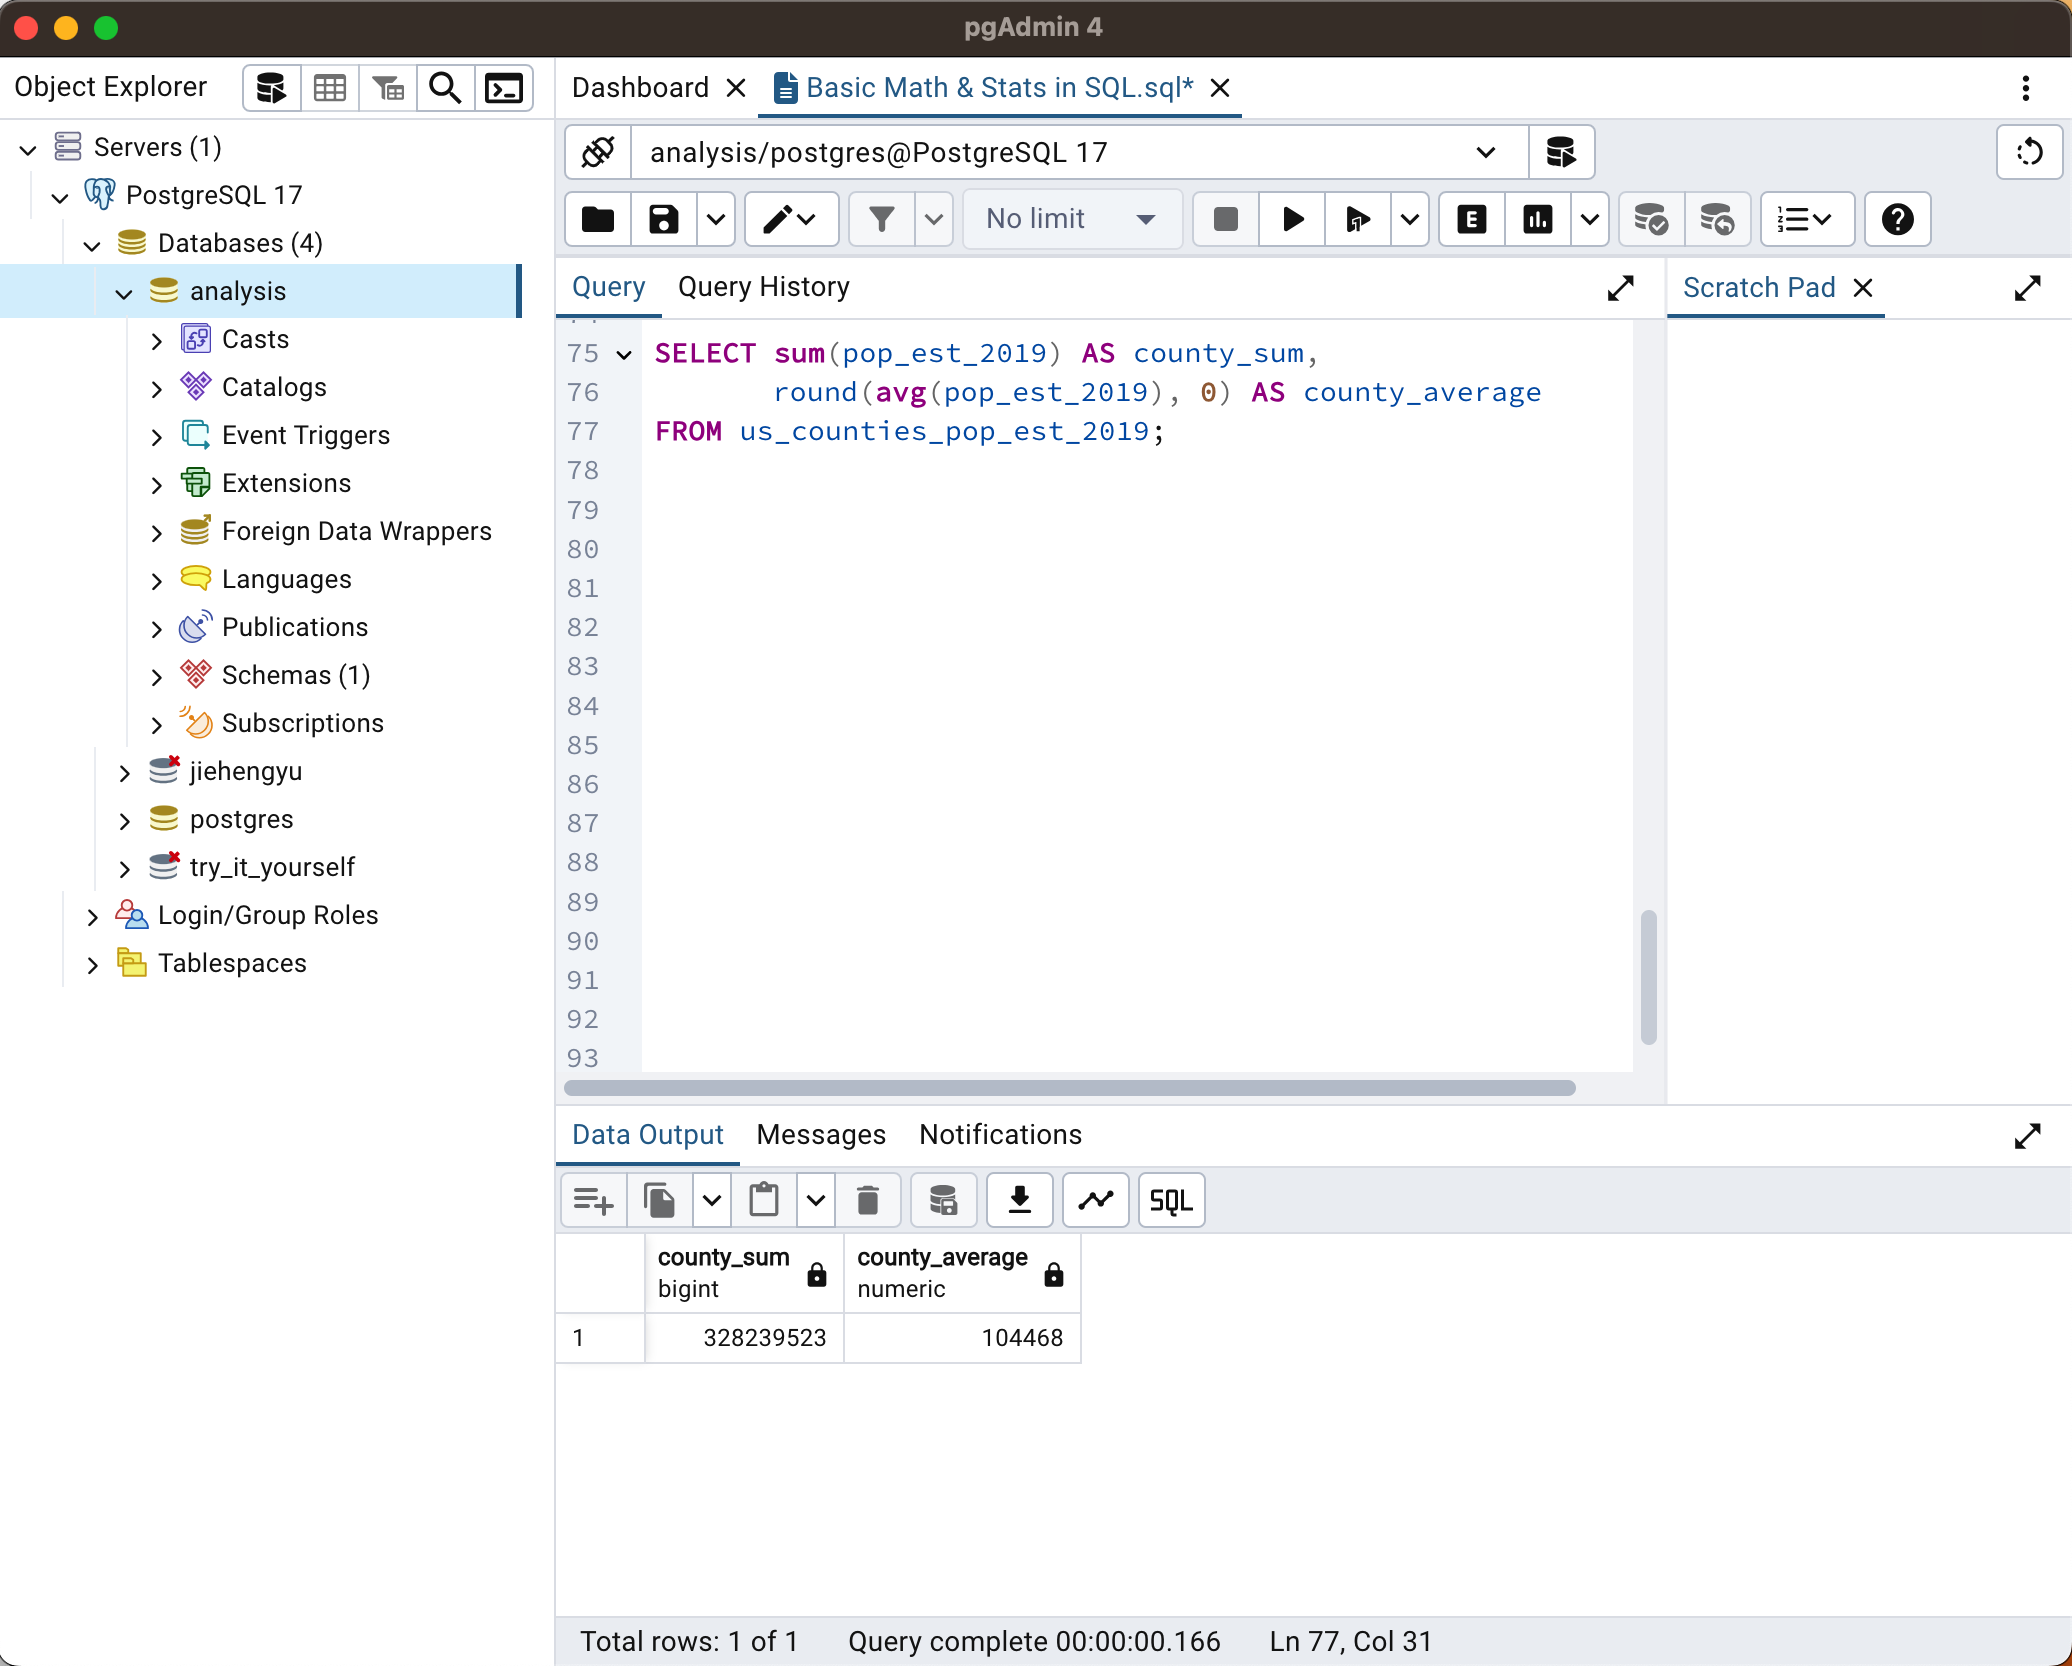 pgAdmin 4
Object Explorer
Servers (1)
PostgreSQL 17
Databases (4)
analysis
Casts
Catalogs
Event Triggers
Extensions
Foreign Data Wrappers
Languages
Publications
Schemas (1)
Subscriptions
jiehengyu
postgres
try_it_yourself
Login/Group Roles
Tablespaces
Dashboard
Basic Math & Stats in SQL.sql*
analysis/postgres@PostgreSQL 17
No limit
E
Query Query History
Scratch Pad
75 SELECT sum(pop_est_2019) AS county_sum,
76 round(avg(pop_est_2019), 0) AS county_average
77 FROM us_counties_pop_est_2019;
78
79
80
81
82
83
84
85
86
87
88
89
90
91
92
93
Data Output Messages Notifications
SQL
county_sum county_average
bigint numeric
1 328239523 104468
Total rows: 1 of 1 Query complete 00:00:00.166 Ln 77, Col 31